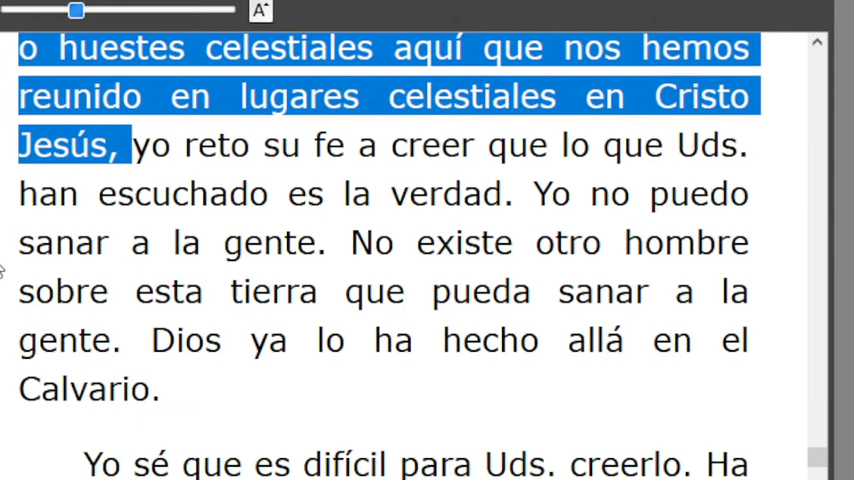 A
o huestes celestiales aquí que nos hemos
reunido en lugares celestiales en Cristo
Jesús, yo reto su fe a creer que lo que Uds.
han escuchado es la verdad. Yo no puedo
sanar a la gente. No existe otro hombre
sobre esta tierra que pueda sanar a la
gente. Dios ya lo ha hecho allá en el
Calvario.
Yo sé que es difícil para Uds. creerlo. Ha